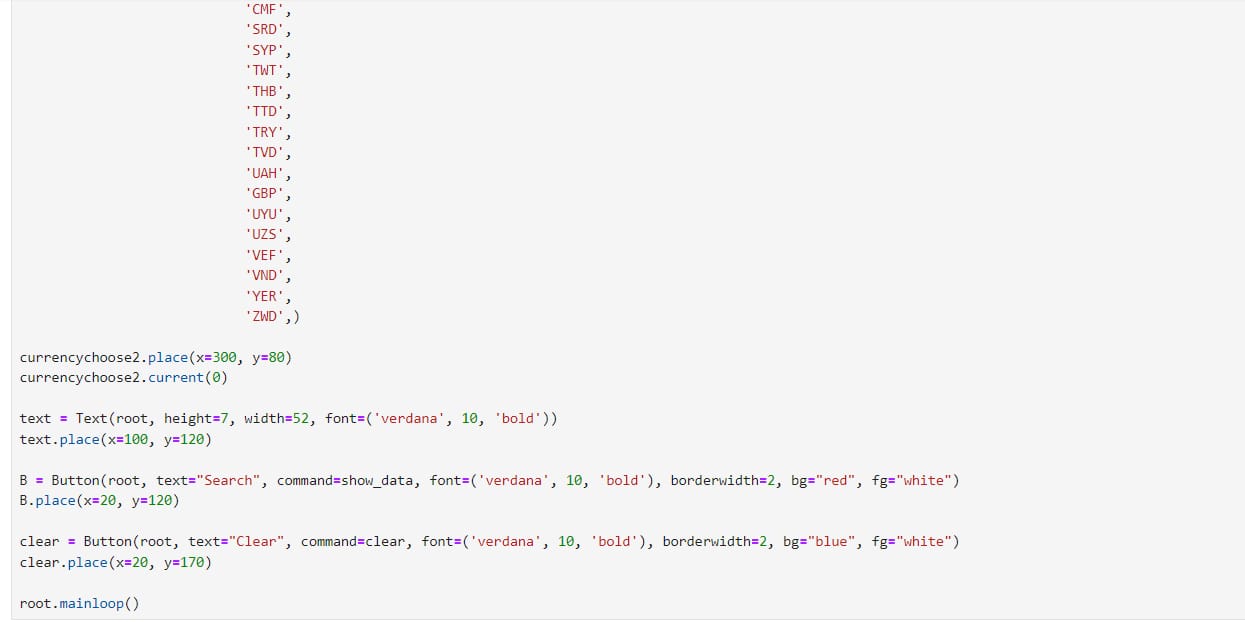 'CMF',
'SRD',
'SYP',
'TWT',
'THB',
'TTD',
'TRY',
'TVD',
'UAH',
'GBP',
'UYU',
'UZS',
'VEF',
'VND',
'YER',
'ZWD',)
currencychoose2.place(x=300, y=80)
currencychoose2.current(0)
text = Text(root, height=7, width=52, font=('verdana', 10, 'bold'))
text.place(x=100, y=120)
B = Button(root, text="Search", command=show_data, font=('verdana', 10, 'bold'), borderwidth=2, bg="red", fg="white")
B.place(x=20, y=120)
clear = Button(root, text="Clear", command=clear, font=('verdana', 10, 'bold'), borderwidth=2, bg="blue", fg="white")
clear.place(x=20, y=170)
root.mainloop()